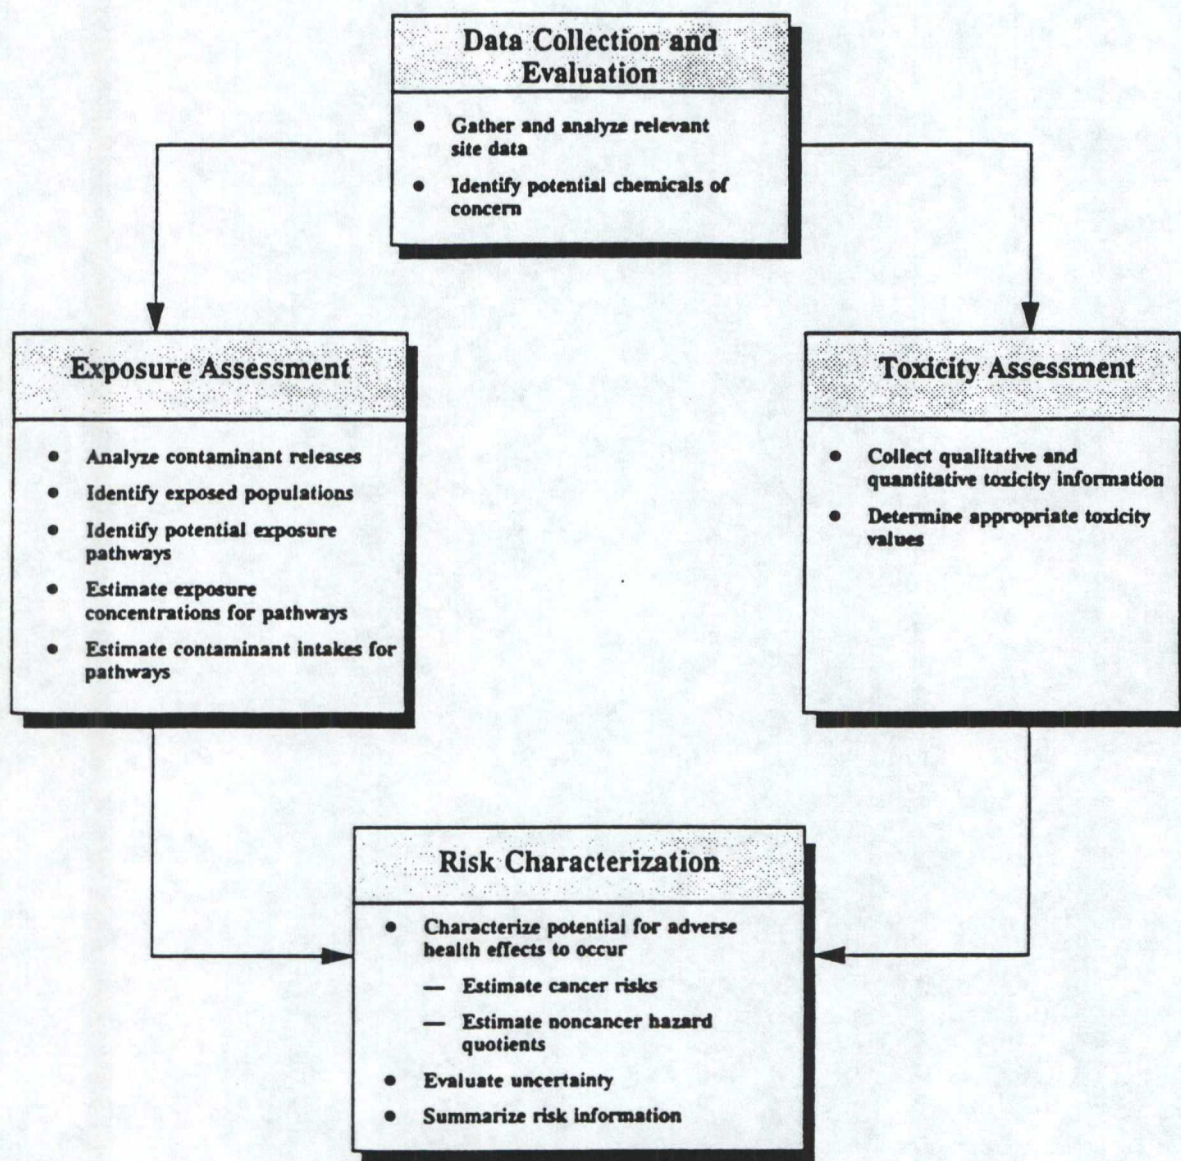 Data Collection and
Evaluation
• Gather and analyze relevant
site data
• Identify potential chemicals of
concern
Exposure Assessment
• Analyze contaminant releases
• Identify exposed populations
• Identify potential exposure
pathways
• Estimate exposure
concentrations for pathways
• Estimate contaminant intakes for
pathways
Toxicity Assessment
• Collect qualitative and
quantitative toxicity information
• Determine appropriate toxicity
values
Risk Characterization
• Characterize potential for adverse
health effects to occur
— Estimate cancer risks
— Estimate noncancer hazard
quotients
• Evaluate uncertainty
• Summarize risk information